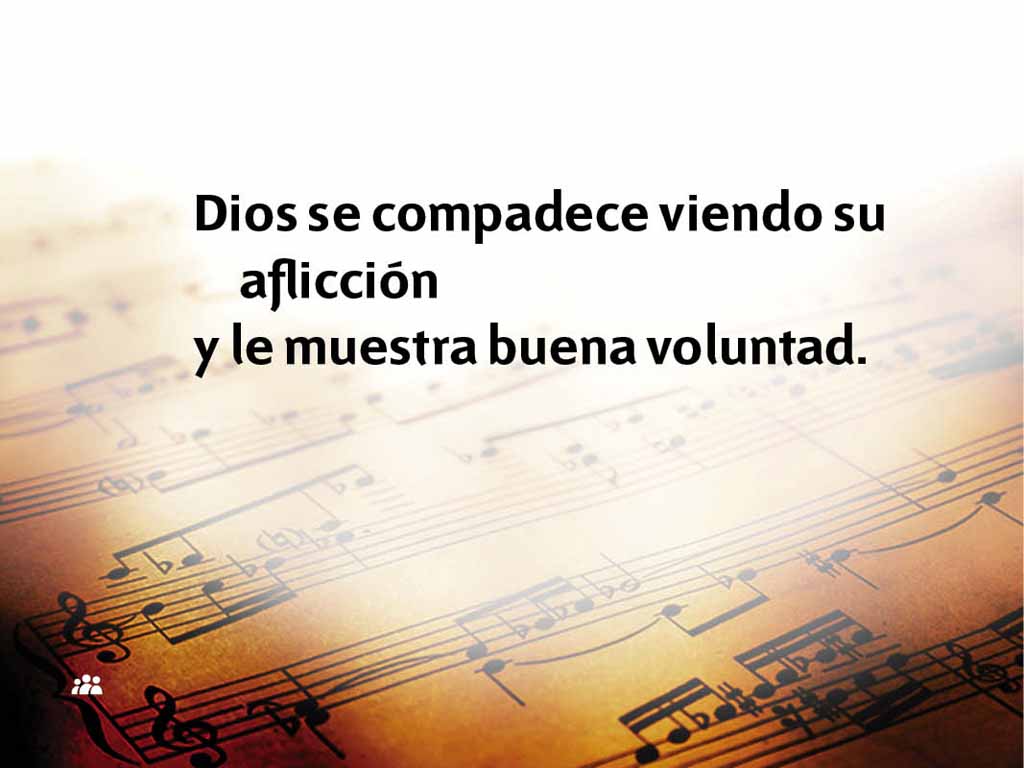 Dios se compadece viendo su
aflicción
y le muestra buena voluntad.